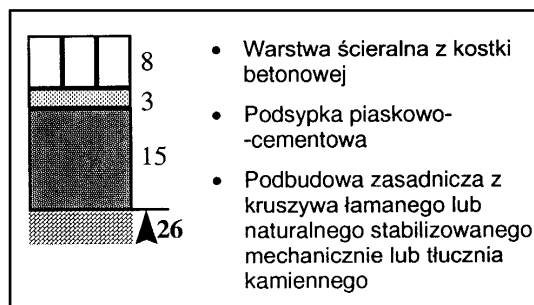 8
3
15
26
• Warstwa ścieralna z kostki
betonowej
• Podsypka piaskowo-
-cementowa
• Podbudowa zasadnicza z
kruszywa łamanego lub
naturalnego stabilizowanego
mechanicznie lub tłucznia
kamiennego